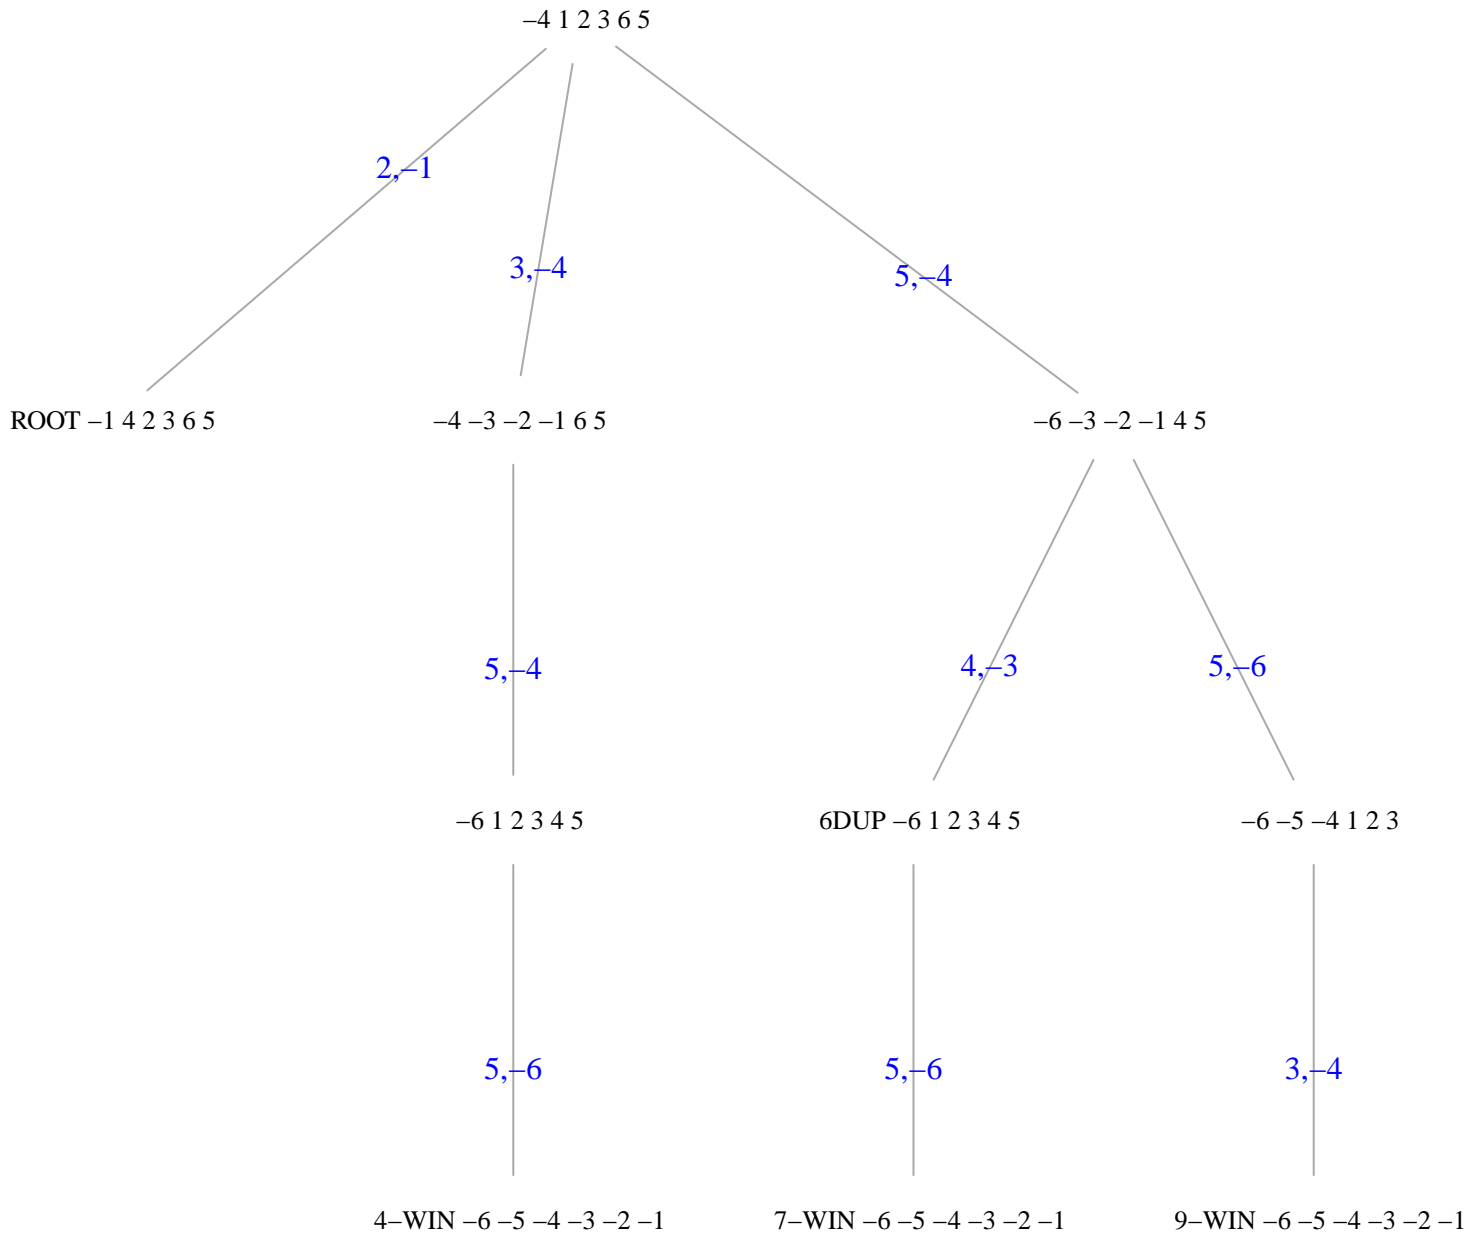 –4 1 2 3 6 5
2,–1
3,–4
5,–4
ROOT –1 4 2 3 6 5
–4 –3 –2 –1 6 5
–6 –3 –2 –1 4 5
5,–4
4,–3
5,–6
–6 1 2 3 4 5
6DUP –6 1 2 3 4 5
–6 –5 –4 1 2 3
5,–6
5,–6
3,–4
4–WIN –6 –5 –4 –3 –2 –1
7–WIN –6 –5 –4 –3 –2 –1
9–WIN –6 –5 –4 –3 –2 –1